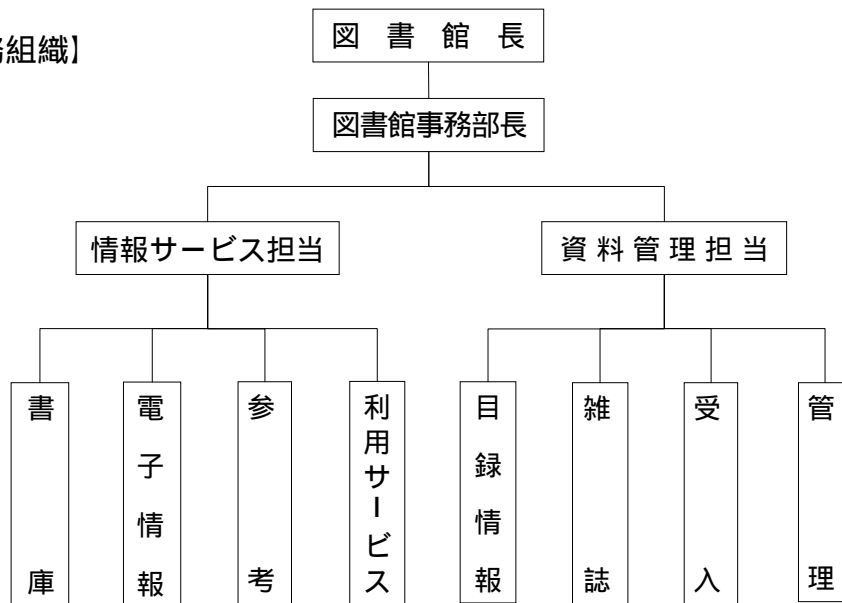 務組織】
図書館長
図書館事務部長
情報サービス担当
資料管理担当
書庫
電子情報
参考
利用サービス
目録情報
雑誌
受入
管理